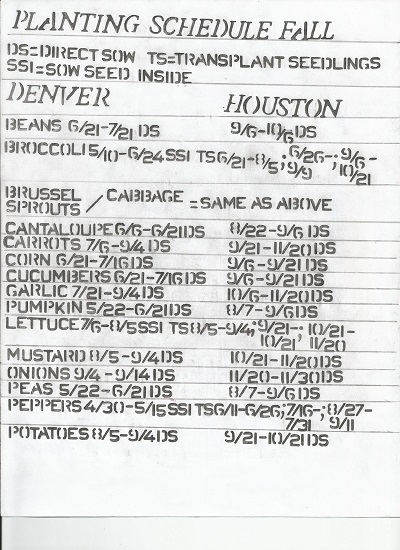 PLANTING SCHEDULE FALL
DS=DIRECT SOW TS=TRANSPLANT SEEDLINGS
SSI=SOW SEED INSIDE
DENVER HOUSTON
BEANS 6/21-7/21 DS 9/6-10/6 DS
BROCCOLI 5/10-6/24 SSI TS 6/21-8/5; 6/26-; 9/6-
9/9 10/21
BRUSSEL
SPROUTS / CABBAGE = SAME AS ABOVE
CANTALOUPE 6/6-6/21 DS 8/22-9/6 DS
CARROTS 7/6-9/4 DS 9/21-11/20 DS
CORN 6/21-7/16 DS 9/6-9/21 DS
CUCUMBERS 6/21-7/16 DS 9/6-9/21 DS
GARLIC 7/21-9/4 DS 10/6-11/20 DS
PUMPKIN 5/22-6/21 DS 8/7-9/6 DS
LETTUCE 7/6-8/5 SSI TS 8/5-9/4; 9/21-; 10/21-
10/21 11/20
MUSTARD 8/5-9/4 DS 10/21-11/20 DS
ONIONS 9/4-9/14 DS 11/20-11/30 DS
PEAS 5/22-6/21 DS 8/7-9/6 DS
PEPPERS 4/30-5/15 SSI TS 6/11-6/26; 7/16-; 8/27-
7/31 9/11
POTATOES 8/5-9/4 DS 9/21-10/21 DS